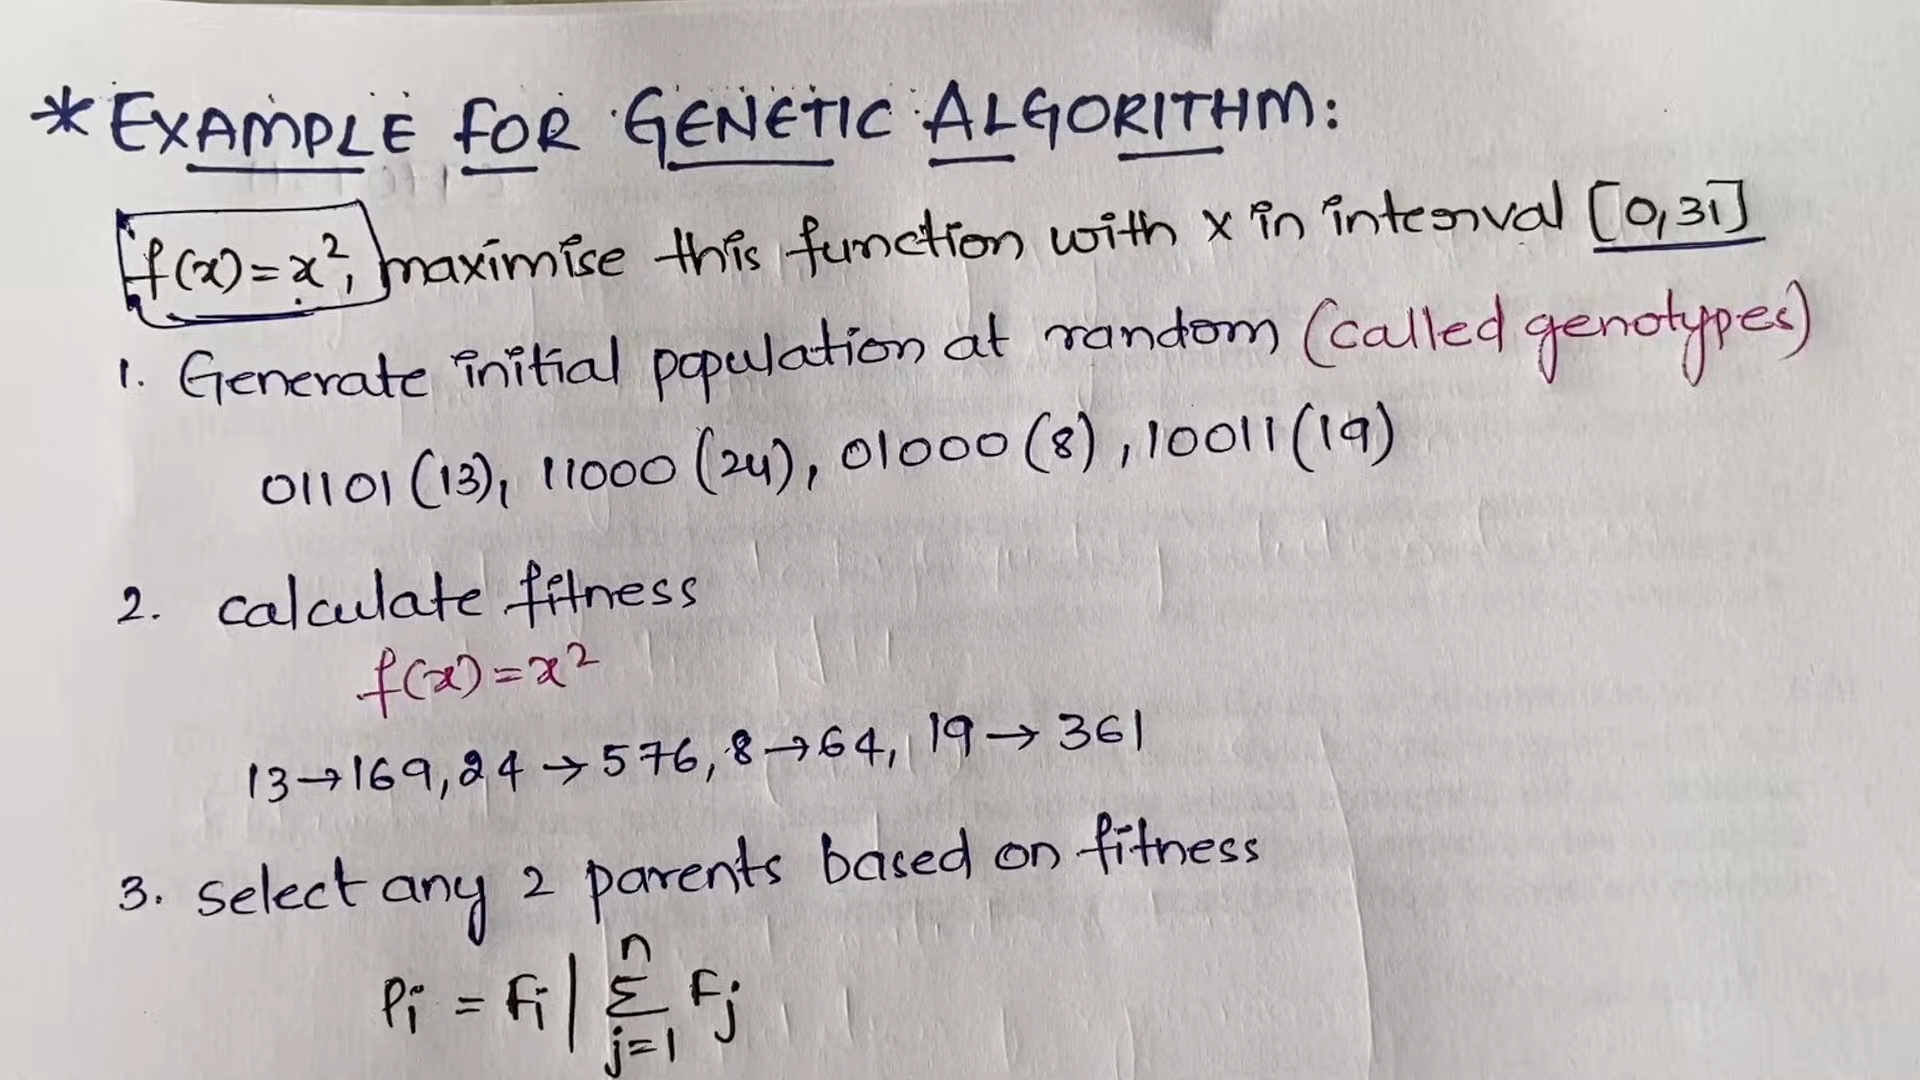 * EXAMPLE FOR GENETIC ALGORITHM:
f(x)=x², maximise this function with x in interval [0,31]
1. Generate initial population at random (called genotypes)
01101(13), 11000(24), 01000(8), 10011(19)
2. calculate fitness
f(x)=x²
13→169, 24→576, 8→64, 19→361
3. select any 2 parents based on fitness
Pi = Fi | n Σ j=1 Fj